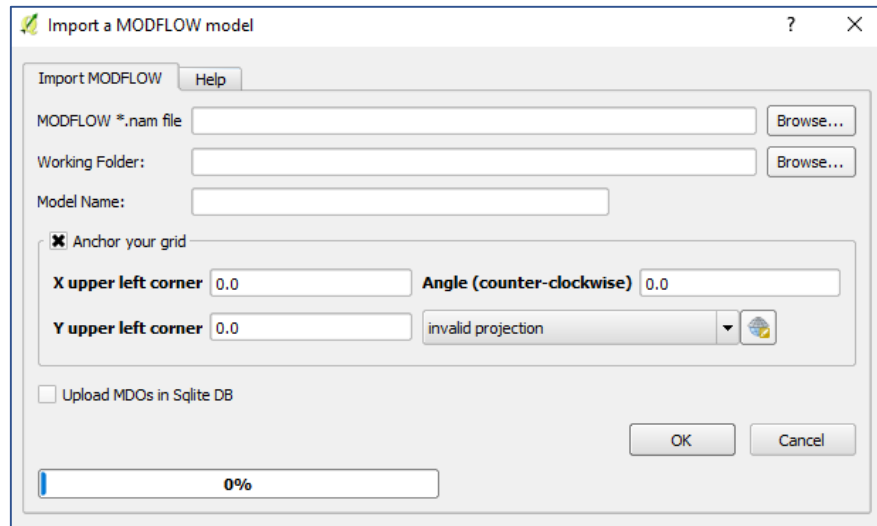 Import a MODFLOW model ? X
Import MODFLOW Help
MODFLOW *.nam file Browse...
Working Folder: Browse...
Model Name:
Anchor your grid
X upper left corner 0.0 Angle (counter-clockwise) 0.0
Y upper left corner 0.0 invalid projection
Upload MDOs in Sqlite DB
OK Cancel
0%